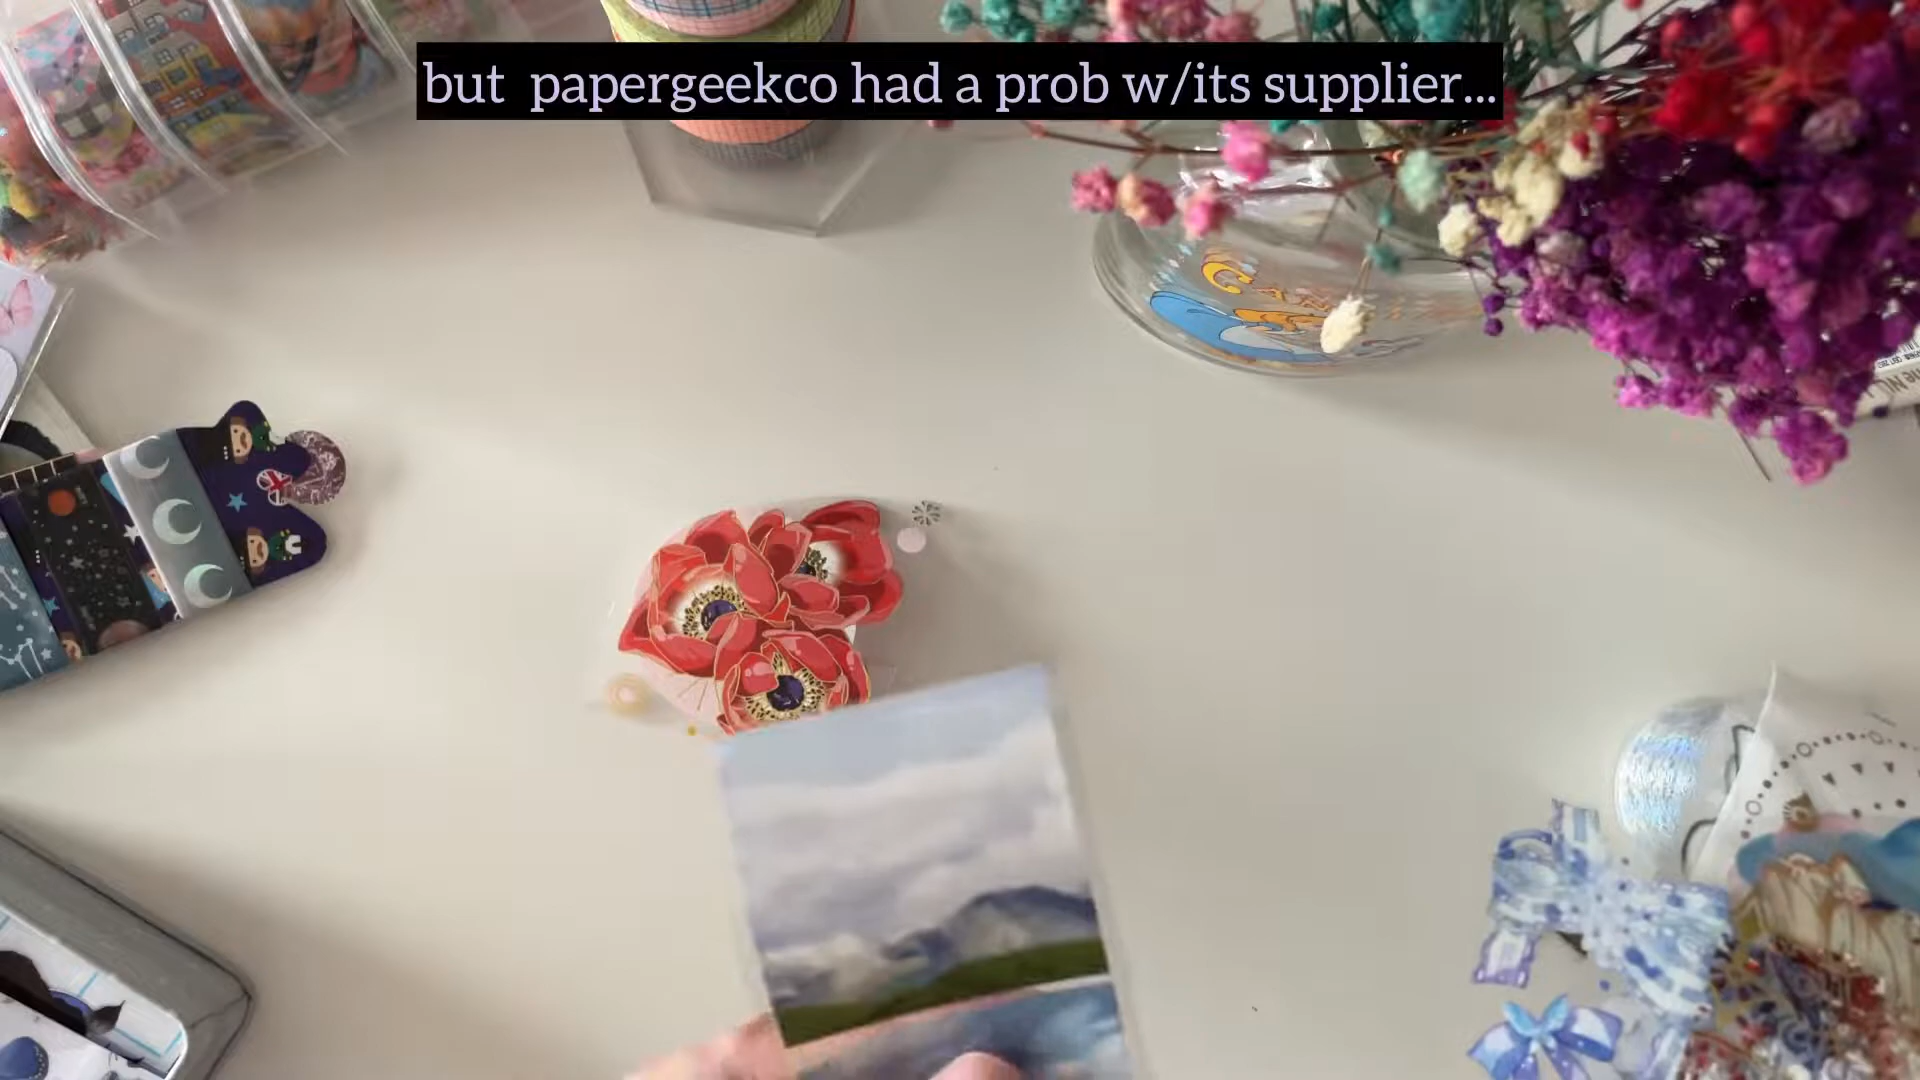 but  papergeekco had a prob w/its supplier...